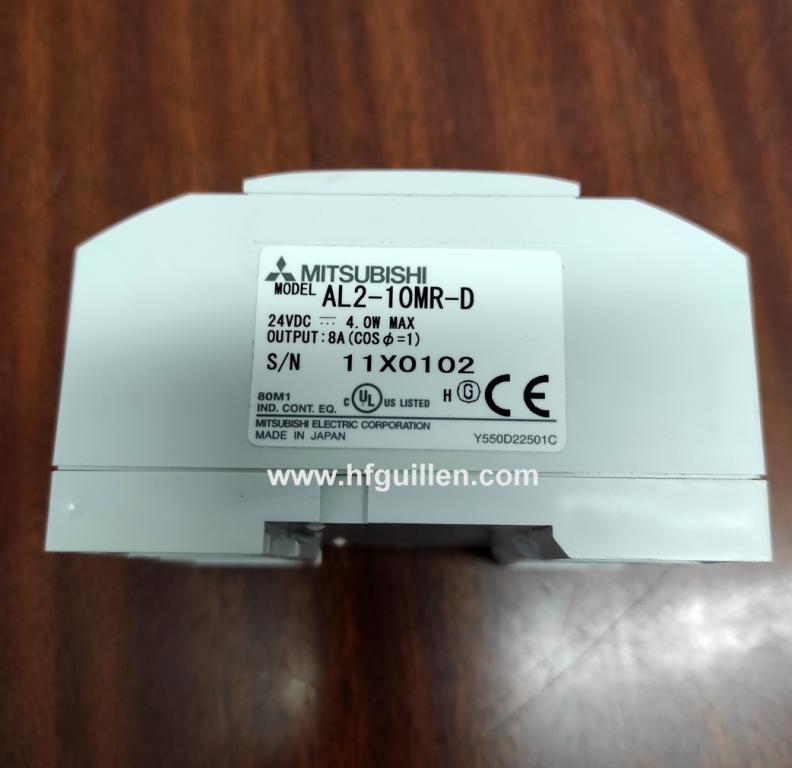 MITSUBISHI
MODEL AL2-10MR-D
24VDC ⎓ 4.0W MAX
OUTPUT:8A(COSφ=1)
S/N 11X0102
80M1
IND. CONT. EQ.
C UL US LISTED H G CE
MITSUBISHI ELECTRIC CORPORATION
MADE IN JAPAN Y550D22501C
www.hfguillen.com